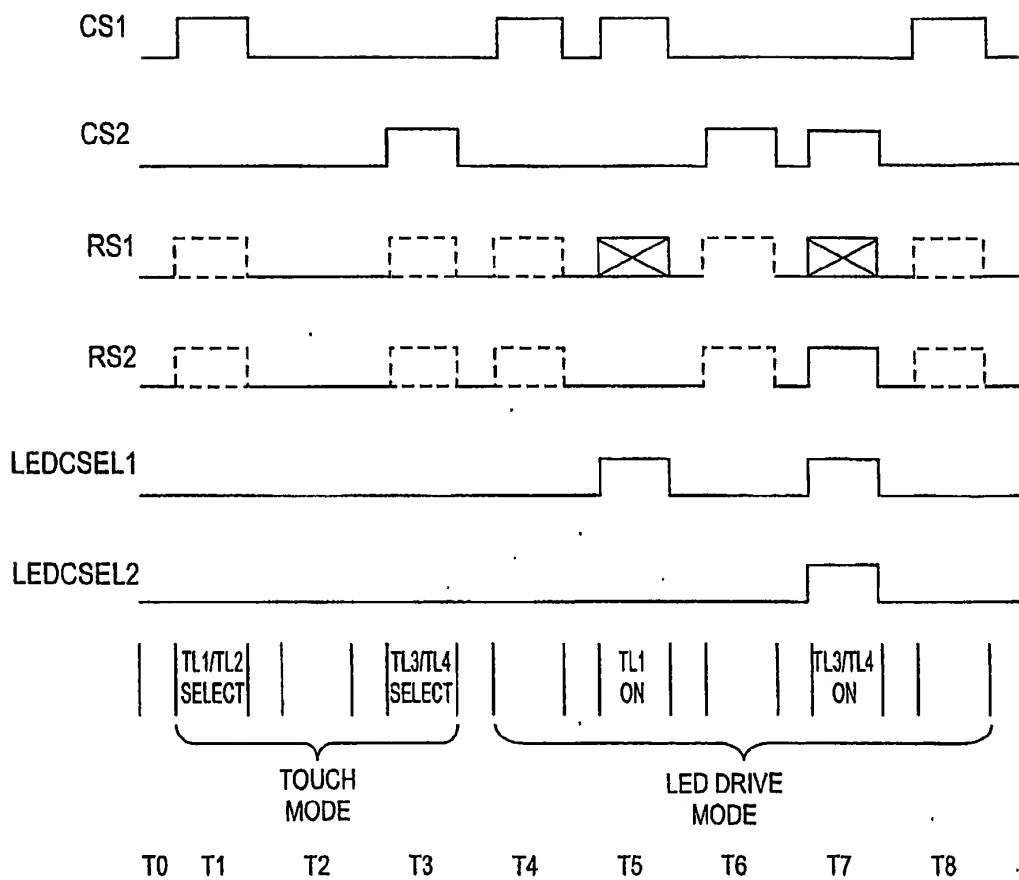 CS1
CS2
RS1
RS2
LEDCSEL1
LEDCSEL2
TL1/TL2 TL3/TL4 TL1 TL3/TL4
SELECT SELECT ON ON
TOUCH LED DRIVE
MODE MODE
T0 T1 T2 T3 T4 T5 T6 T7 T8